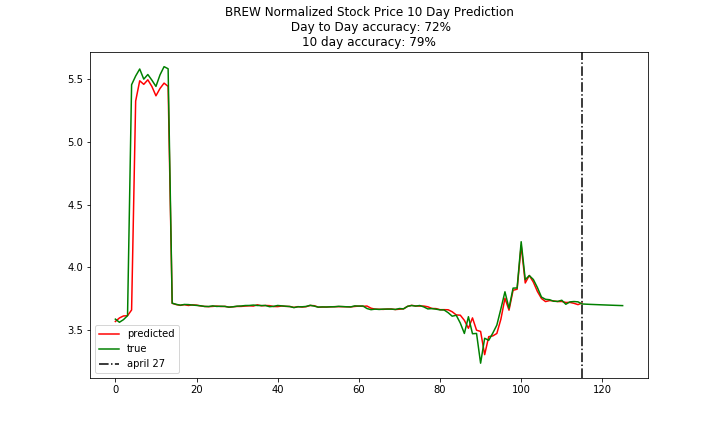 BREW Normalized Stock Price 10 Day Prediction
Day to Day accuracy: 72%
10 day accuracy: 79%
5.5
5.0
4.5
4.0
3.5
predicted
true
april 27
0 20 40 60 80 100 120